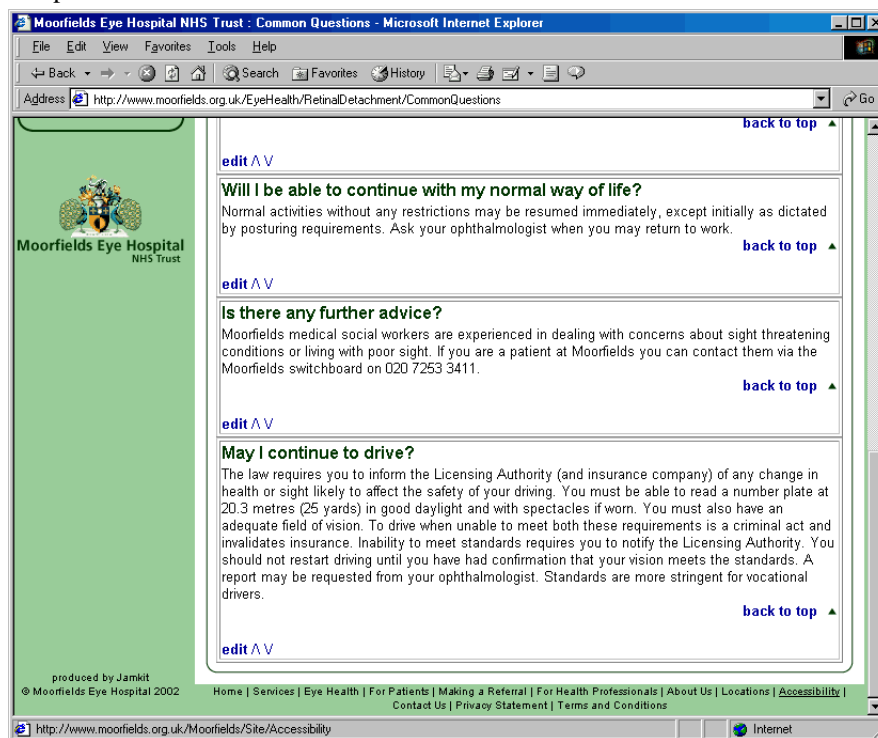 Moorfields Eye Hospital NHS Trust : Common Questions - Microsoft Internet Explorer
File Edit View Favorites Tools Help
Back Search Favorites History
Address http://www.moorfields.org.uk/EyeHealth/RetinalDetachment/CommonQuestions Go
back to top
edit /\ \/
Will I be able to continue with my normal way of life?
Normal activities without any restrictions may be resumed immediately, except initially as dictated
by posturing requirements. Ask your ophthalmologist when you may return to work.
back to top
edit /\ \/
Moorfields Eye Hospital
NHS Trust
Is there any further advice?
Moorfields medical social workers are experienced in dealing with concerns about sight threatening
conditions or living with poor sight. If you are a patient at Moorfields you can contact them via the
Moorfields switchboard on 020 7253 3411.
back to top
edit /\ \/
May I continue to drive?
The law requires you to inform the Licensing Authority (and insurance company) of any change in
health or sight likely to affect the safety of your driving. You must be able to read a number plate at
20.3 metres (25 yards) in good daylight and with spectacles if worn. You must also have an
adequate field of vision. To drive when unable to meet both these requirements is a criminal act and
invalidates insurance. Inability to meet standards requires you to notify the Licensing Authority. You
should not restart driving until you have had confirmation that your vision meets the standards. A
report may be requested from your ophthalmologist. Standards are more stringent for vocational
drivers.
back to top
edit /\ \/
produced by Jamkit
© Moorfields Eye Hospital 2002
Home | Services | Eye Health | For Patients | Making a Referral | For Health Professionals | About Us | Locations | Accessibility |
Contact Us | Privacy Statement | Terms and Conditions
http://www.moorfields.org.uk/Moorfields/Site/Accessibility Internet